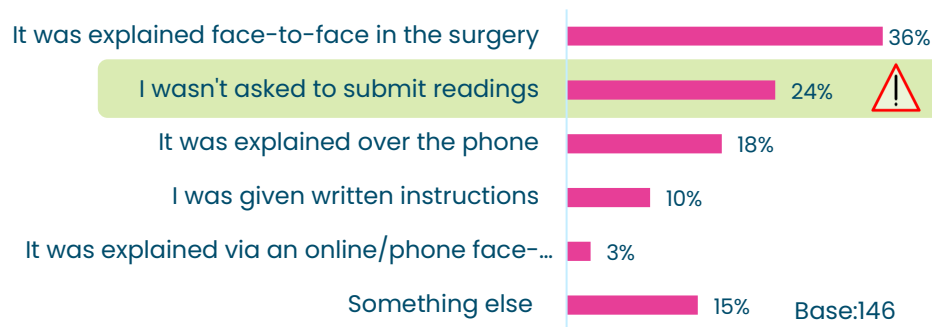 It was explained face-to-face in the surgery 36%
I wasn't asked to submit readings 24%
It was explained over the phone 18%
I was given written instructions 10%
It was explained via an online/phone face-... 3%
Something else 15% Base:146